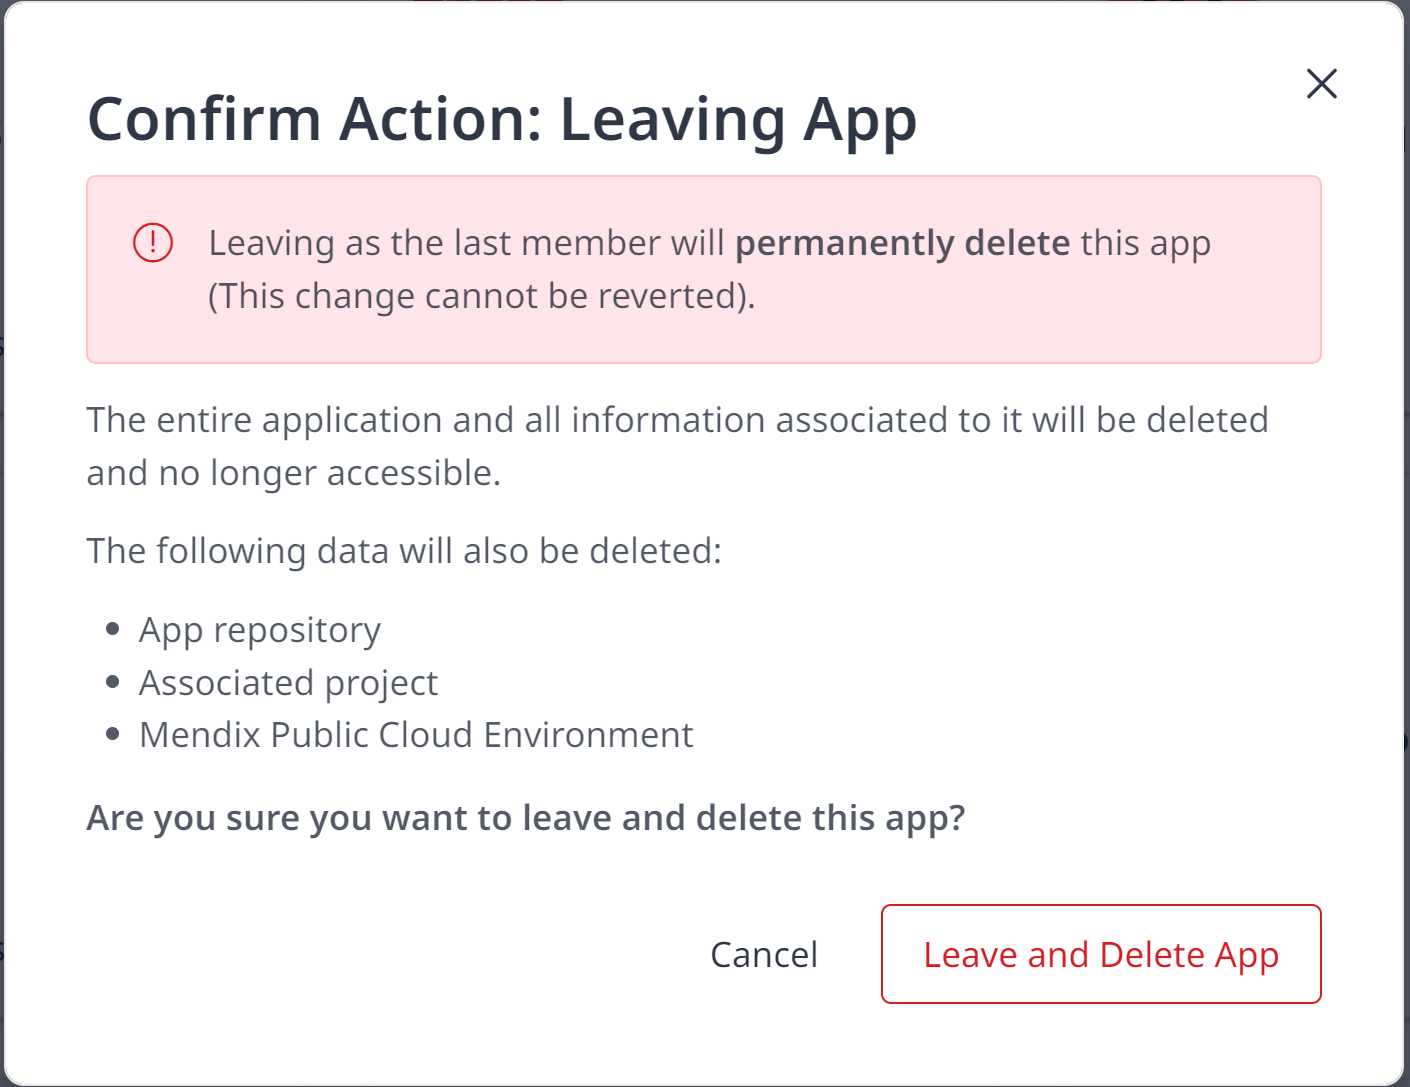 Confirm Action: Leaving App
Leaving as the last member will permanently delete this app
(This change cannot be reverted).
The entire application and all information associated to it will be deleted
and no longer accessible.
The following data will also be deleted:
• App repository
• Associated project
• Mendix Public Cloud Environment
Are you sure you want to leave and delete this app?
Cancel
Leave and Delete App